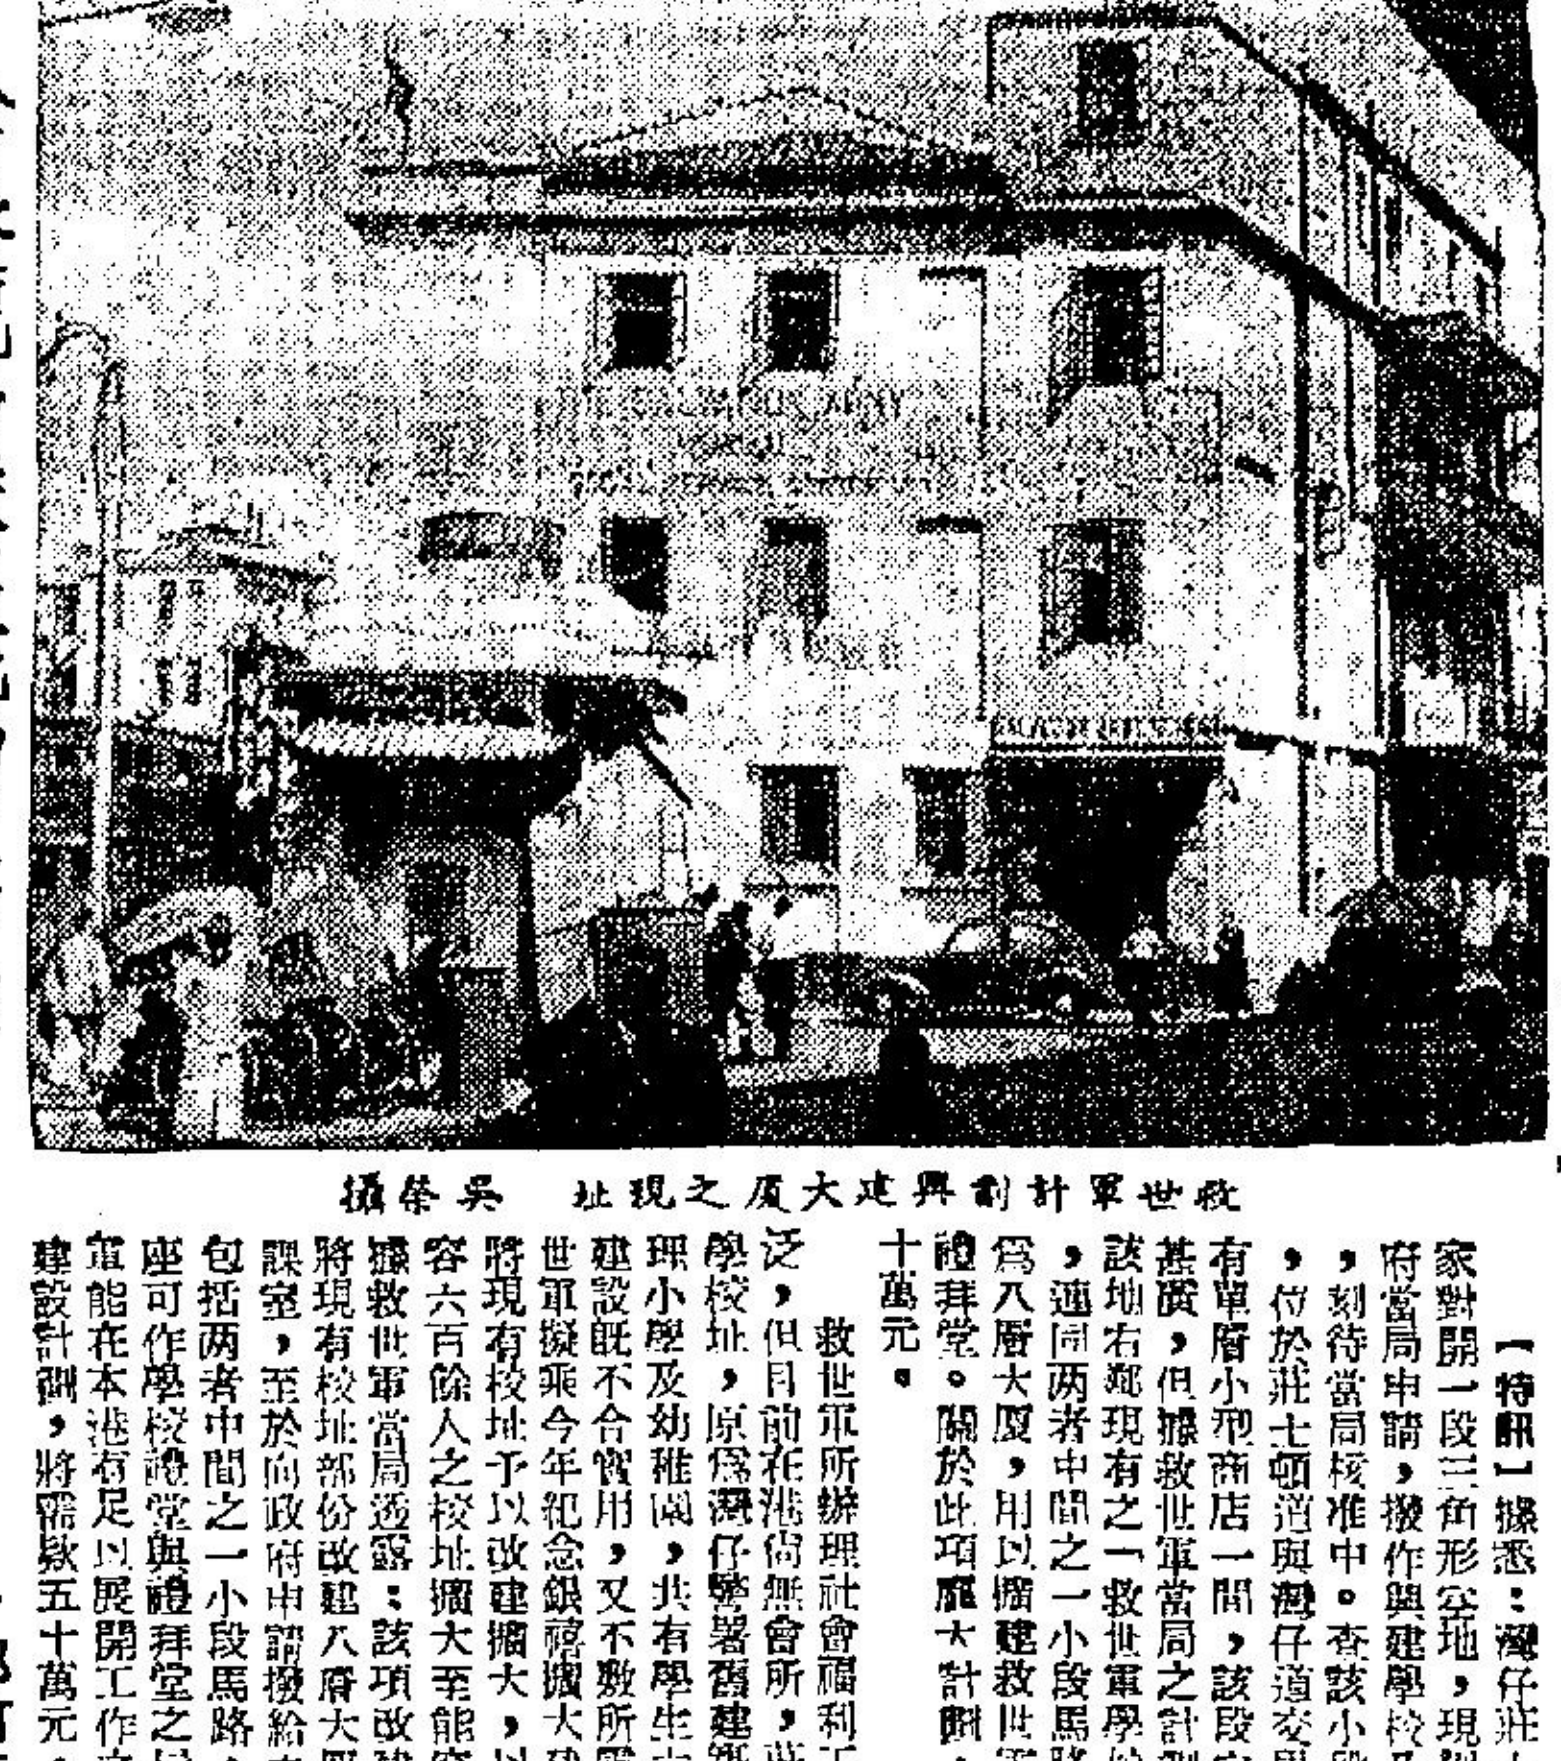 THE SALVATION ARMY
救世軍計劃興建大廈之現址 吳榮攝
【特訊】據悉：灣仔莊
家對開一段三角形空地，現
府當局申請，撥作興建學校
，刻待當局核准中。查該小
，位於莊士頓道與灣仔道交
有單層小型商店一間，該段
甚廣，但據救世軍當局之計
該地右鄰現有之「救世軍學
，連同两者中間之一小段馬路
爲八層大厦，用以擴建救世軍
禮拜堂。關於此項龐大計劃，
十萬元。
救世軍所辦理社會福利工
泛，但目前在港尙無會所，莊
學校址，原爲灣仔警署舊建築
理小學及幼稚園，共有學生
建設旣不合實用，又不敷所需
世軍擬乘今年紀念銀禧擴大
將現有校址予以改建擴大，以
容六百餘人之校址擴大至能容
據救世軍當局透露：該項改建
將現有校址部份改建八層大厦
課室，至於向政府申請撥給
包括两者中間之一小段馬路，
座可作學校禮堂與禮拜堂之
軍能在本港有足以展開工作
建設計劃，將需欵五十萬元。